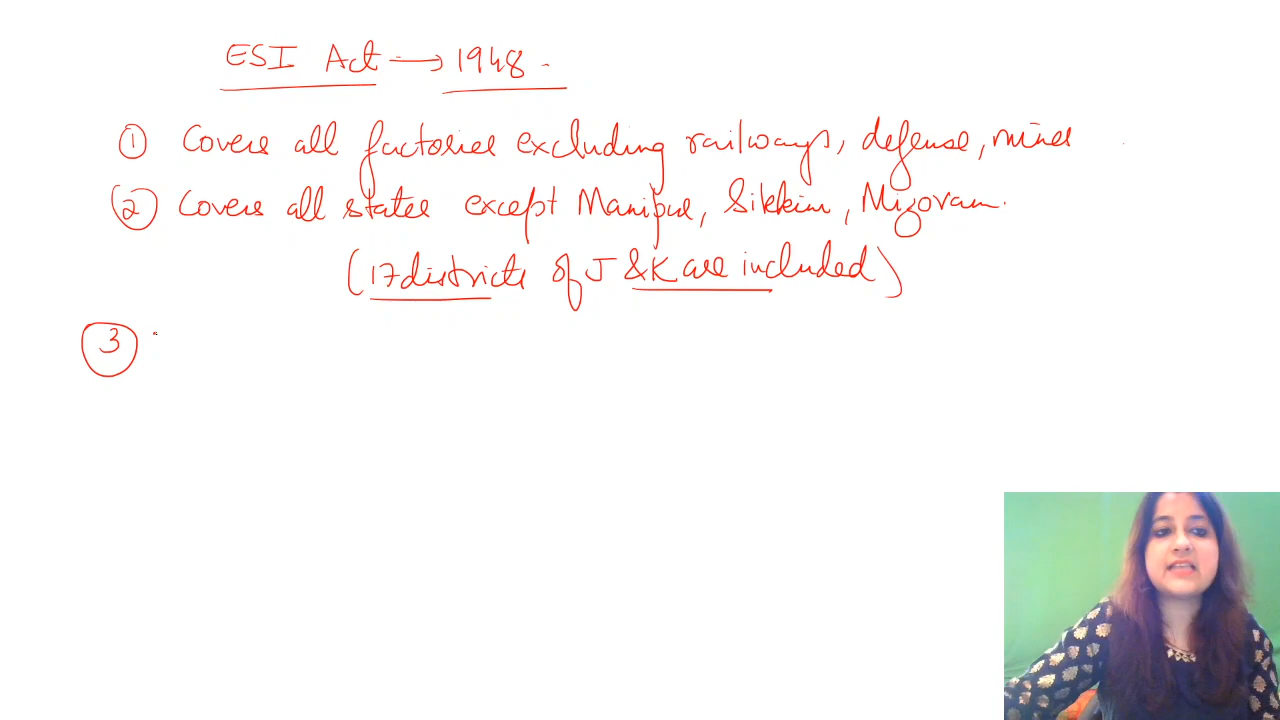 ESI Act → 1948.
① Covers all factories excluding railways, defense, mines
② Covers all states except Manipur, Sikkim, Mizoram.
(17 districts of J & K are included)
③